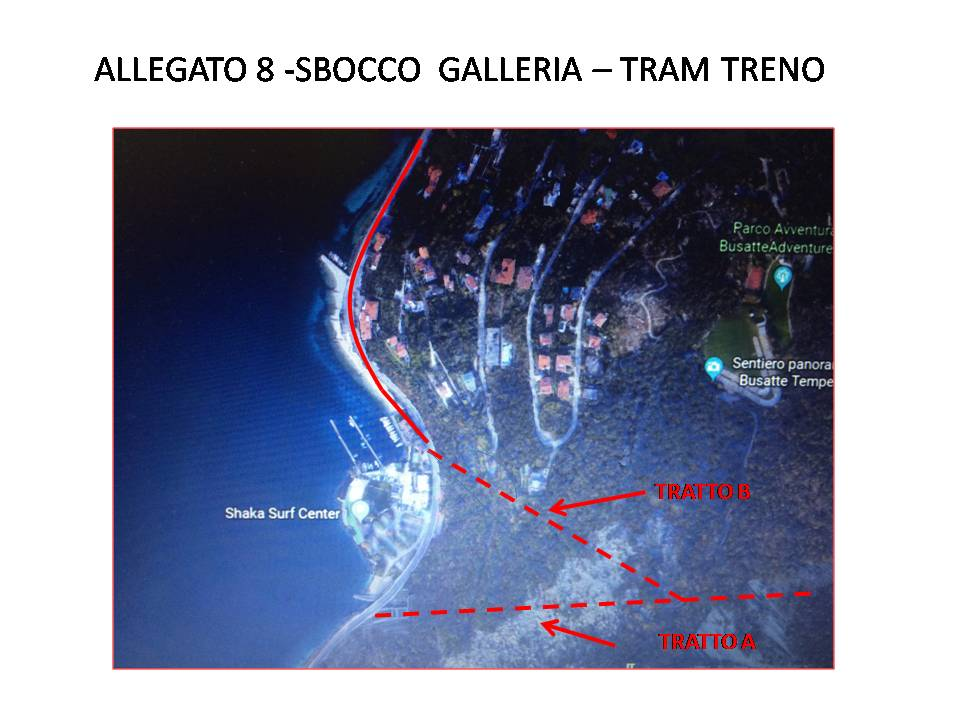 ALLEGATO 8 -SBOCCO  GALLERIA – TRAM TRENO
Parco Avventura
BusatteAdventure
Sentiero panora
Busatte Tempe
TRATTO B
Shaka Surf Center
TRATTO A